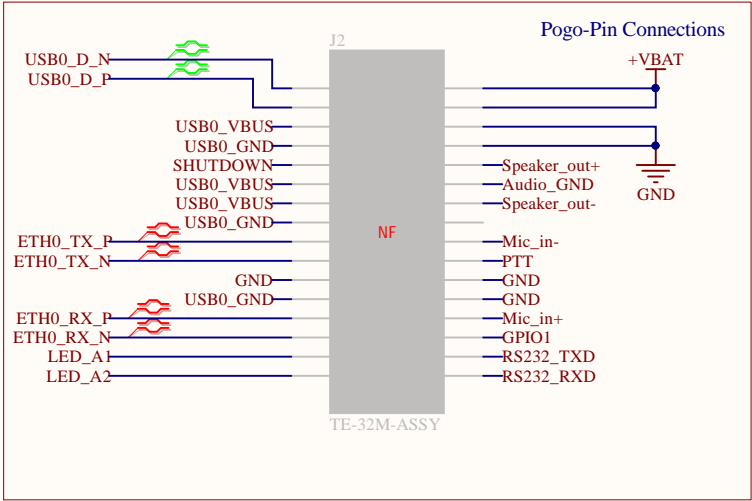 Pogo-Pin Connections
J2
+VBAT
USB0_D_N
USB0_D_P
USB0_VBUS
USB0_GND
SHUTDOWN
USB0_VBUS
USB0_VBUS
USB0_GND
ETH0_TX_P
ETH0_TX_N
GND
USB0_GND
ETH0_RX_P
ETH0_RX_N
LED_A1
LED_A2
NF
Speaker_out+
Audio_GND
Speaker_out-
Mic_in-
PTT
GND
GND
Mic_in+
GPIO1
RS232_TXD
RS232_RXD
GND
TE-32M-ASSY